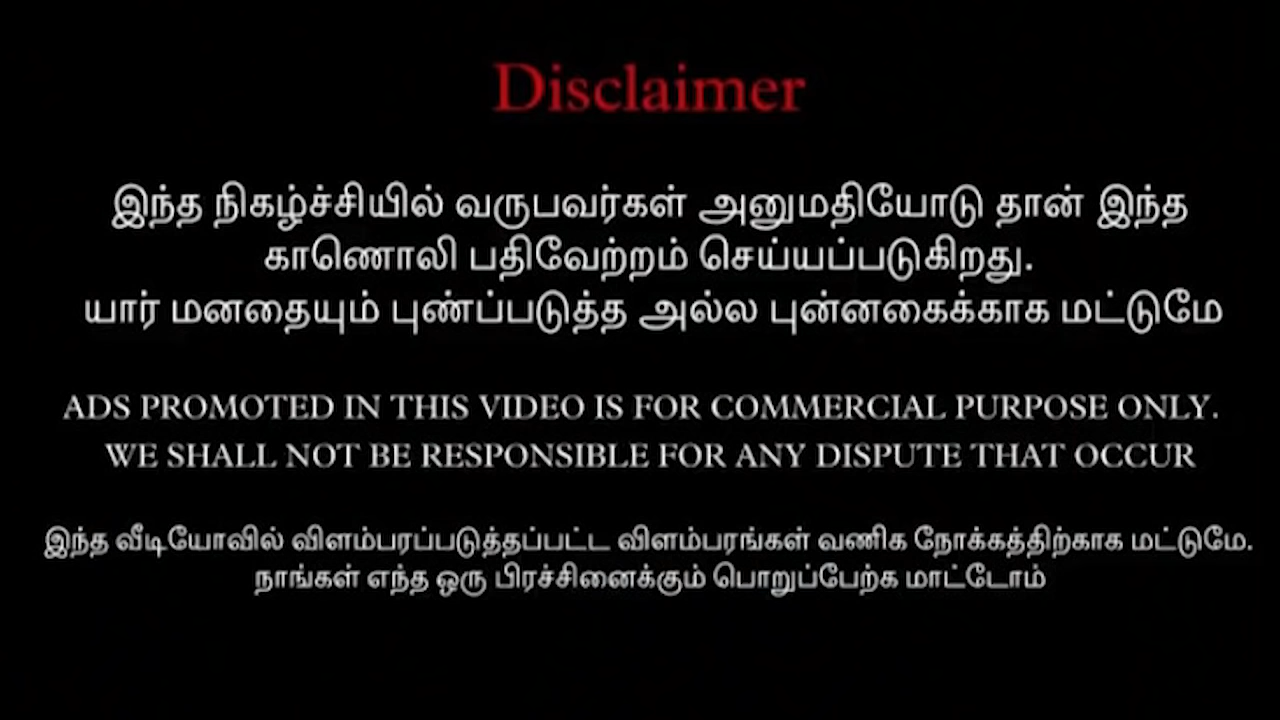 Disclaimer
இந்த நிகழ்ச்சியில் வருபவர்கள் அனுமதியோடு தான் இந்த
காணொலி பதிவேற்றம் செய்யப்படுகிறது.
யார் மனதையும் புண்ப்படுத்த அல்ல புன்னகைக்காக மட்டுமே
ADS PROMOTED IN THIS VIDEO IS FOR COMMERCIAL PURPOSE ONLY.
WE SHALL NOT BE RESPONSIBLE FOR ANY DISPUTE THAT OCCUR
இந்த வீடியோவில் விளம்பரப்படுத்தப்பட்ட விளம்பரங்கள் வணிக நோக்கத்திற்காக மட்டுமே.
நாங்கள் எந்த ஒரு பிரச்சினைக்கும் பொறுப்பேற்க மாட்டோம்